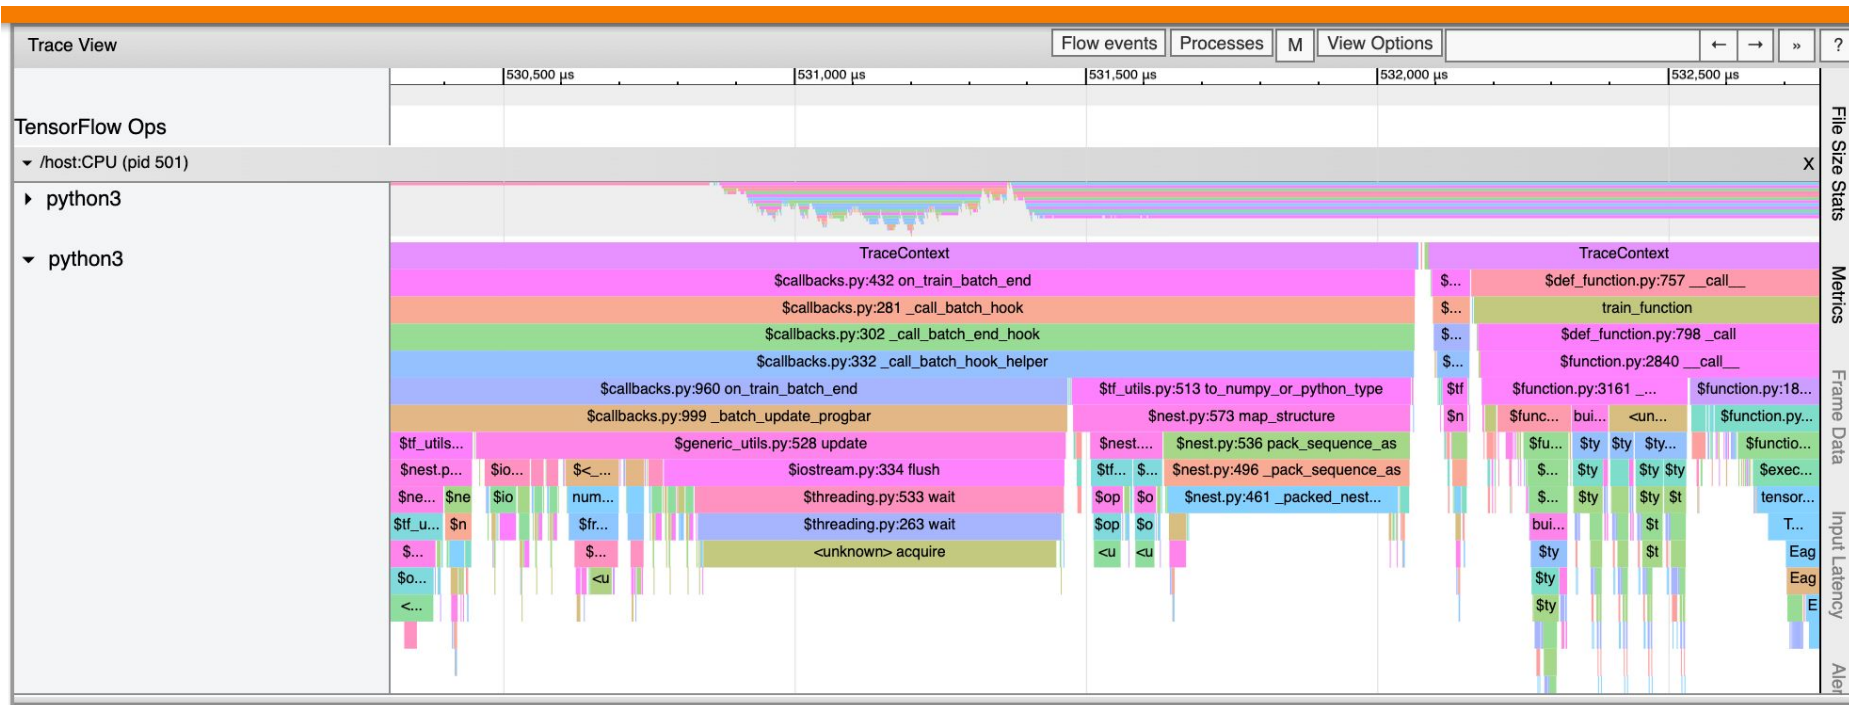 Trace View Flow events Processes M View Options ← → » ?
530,500 µs 531,000 µs 531,500 µs 532,000 µs 532,500 µs
TensorFlow Ops
/host:CPU (pid 501) X
python3
python3
TraceContext TraceContext
$callbacks.py:432 on_train_batch_end $... $def_function.py:757 __call__
$callbacks.py:281 _call_batch_hook $... train_function
$callbacks.py:302 _call_batch_end_hook $... $def_function.py:798 _call
$callbacks.py:332 _call_batch_hook_helper $... $function.py:2840 __call__
$callbacks.py:960 on_train_batch_end $tf_utils.py:513 to_numpy_or_python_type $tf $function.py:3161 _... $function.py:18...
$callbacks.py:999 _batch_update_progbar $nest.py:573 map_structure $n $func... bui... <un... $function.py...
$tf_utils... $generic_utils.py:528 update $nest.... $nest.py:536 pack_sequence_as $fu... $ty $ty $ty... $functio...
$nest.p... $io... $<_... $iostream.py:334 flush $tf... $... $nest.py:496 _pack_sequence_as $... $ty $ty $ty $exec...
$ne... $ne $io num... $threading.py:533 wait $op $o $nest.py:461 _packed_nest... $... $ty $ty $t tensor...
$tf_u... $n $fr... $threading.py:263 wait $op $o bui... $t T...
$... $... <unknown> acquire <u <u $ty $t Eag
$o... <u $ty Eag
<... $ty E
File Size Stats
Metrics
Frame Data
Input Latency
Aler